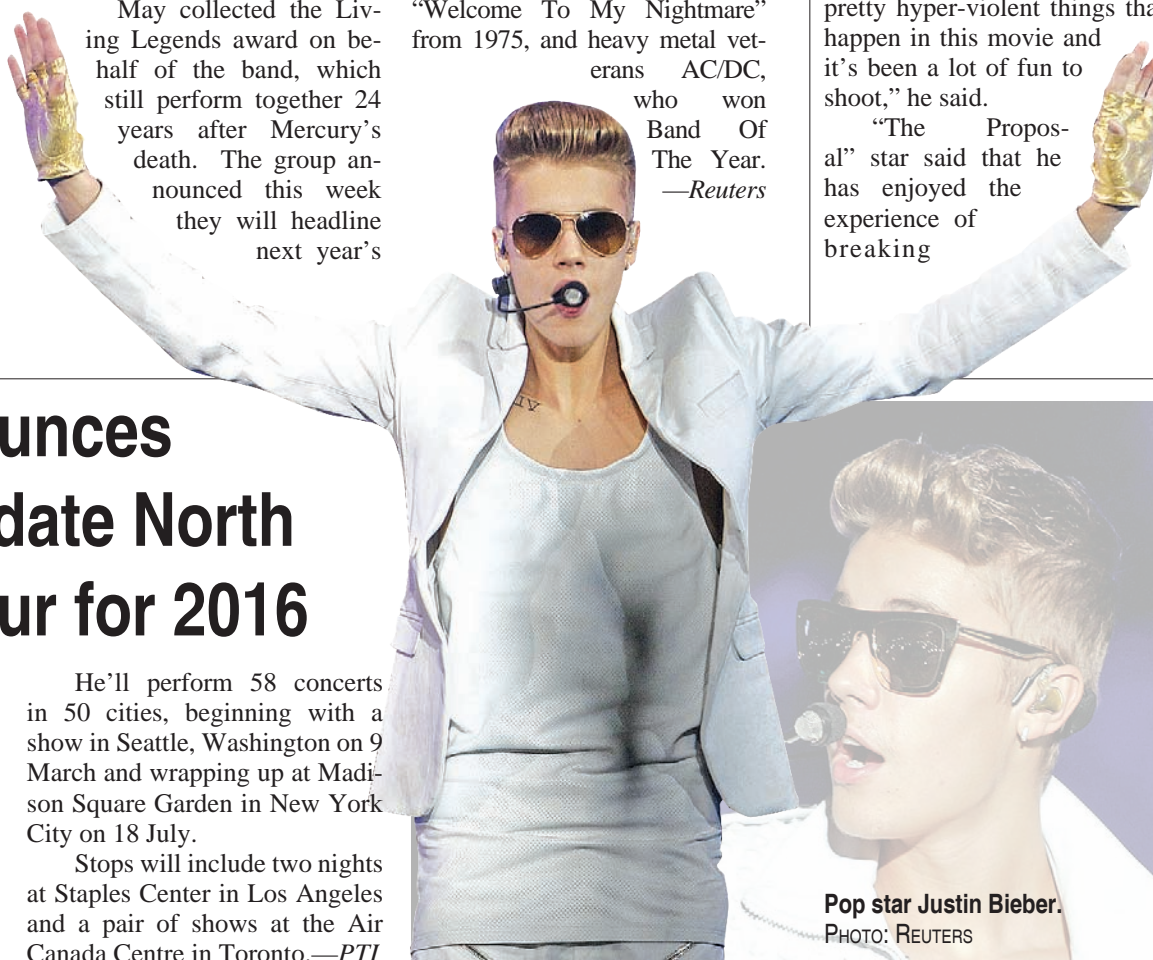 May collected the Liv-
ing Legends award on be-
half of the band, which
still perform together 24
years after Mercury's
death. The group an-
nounced this week
they will headline
next year's
“Welcome To My Nightmare”
from 1975, and heavy metal vet-
erans AC/DC,
who won
Band Of
The Year.
—Reuters
pretty hyper-violent things tha
happen in this movie and
it's been a lot of fun to
shoot,” he said.
“The Propos-
al” star said that he
has enjoyed the
experience of
breaking
unces
date North
ur for 2016
He'll perform 58 concerts
in 50 cities, beginning with a
show in Seattle, Washington on 9
March and wrapping up at Madi-
son Square Garden in New York
City on 18 July.
Stops will include two nights
at Staples Center in Los Angeles
and a pair of shows at the Air
Canada Centre in Toronto.—PTI
Pop star Justin Bieber.
PHOTO: REUTERS